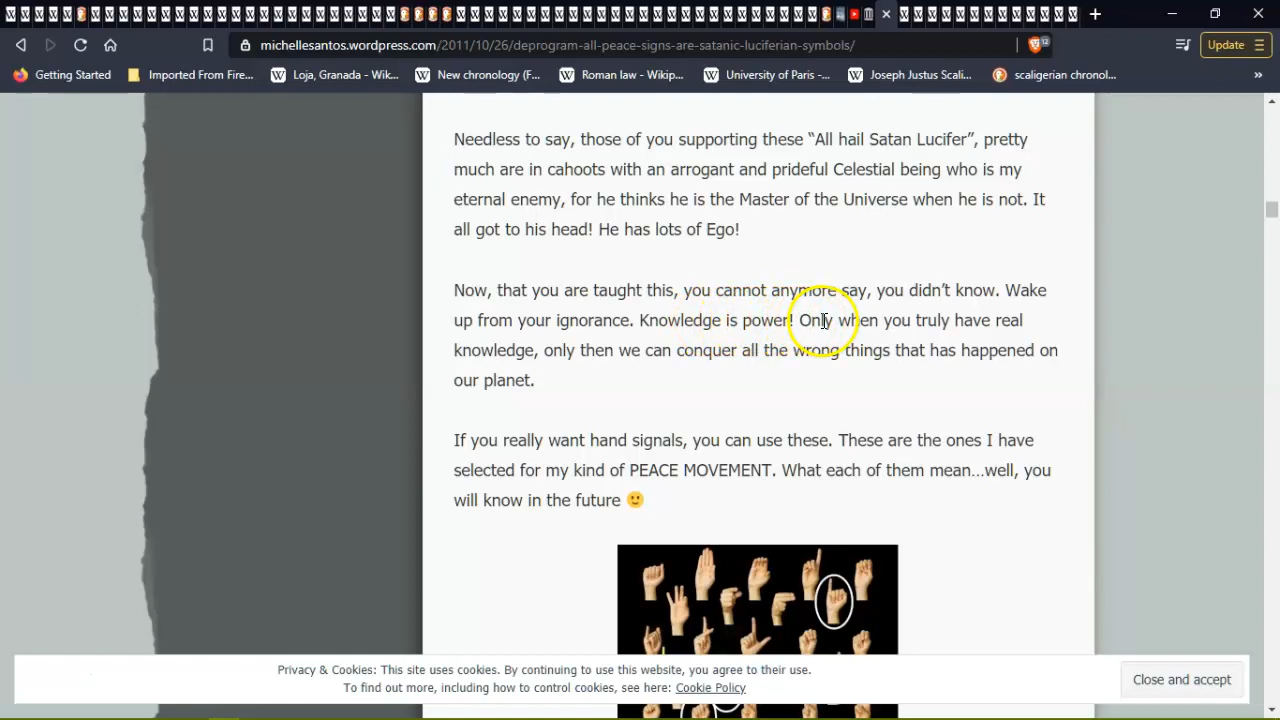 michellesantos.wordpress.com/2011/10/26/deprogram-all-peace-signs-are-satanic-luciferian-symbols/
12
Update
Getting Started
Imported From Fire...
Loja, Granada - Wik...
New chronology (F...
Roman law - Wikip...
University of Paris -...
Joseph Justus Scali...
scaligerian chronol...
Needless to say, those of you supporting these “All hail Satan Lucifer”, pretty
much are in cahoots with an arrogant and prideful Celestial being who is my
eternal enemy, for he thinks he is the Master of the Universe when he is not. It
all got to his head! He has lots of Ego!
Now, that you are taught this, you cannot anymore say, you didn’t know. Wake
up from your ignorance. Knowledge is power! Only when you truly have real
knowledge, only then we can conquer all the wrong things that has happened on
our planet.
If you really want hand signals, you can use these. These are the ones I have
selected for my kind of PEACE MOVEMENT. What each of them mean…well, you
will know in the future
Privacy & Cookies: This site uses cookies. By continuing to use this website, you agree to their use.
To find out more, including how to control cookies, see here: Cookie Policy
Close and accept